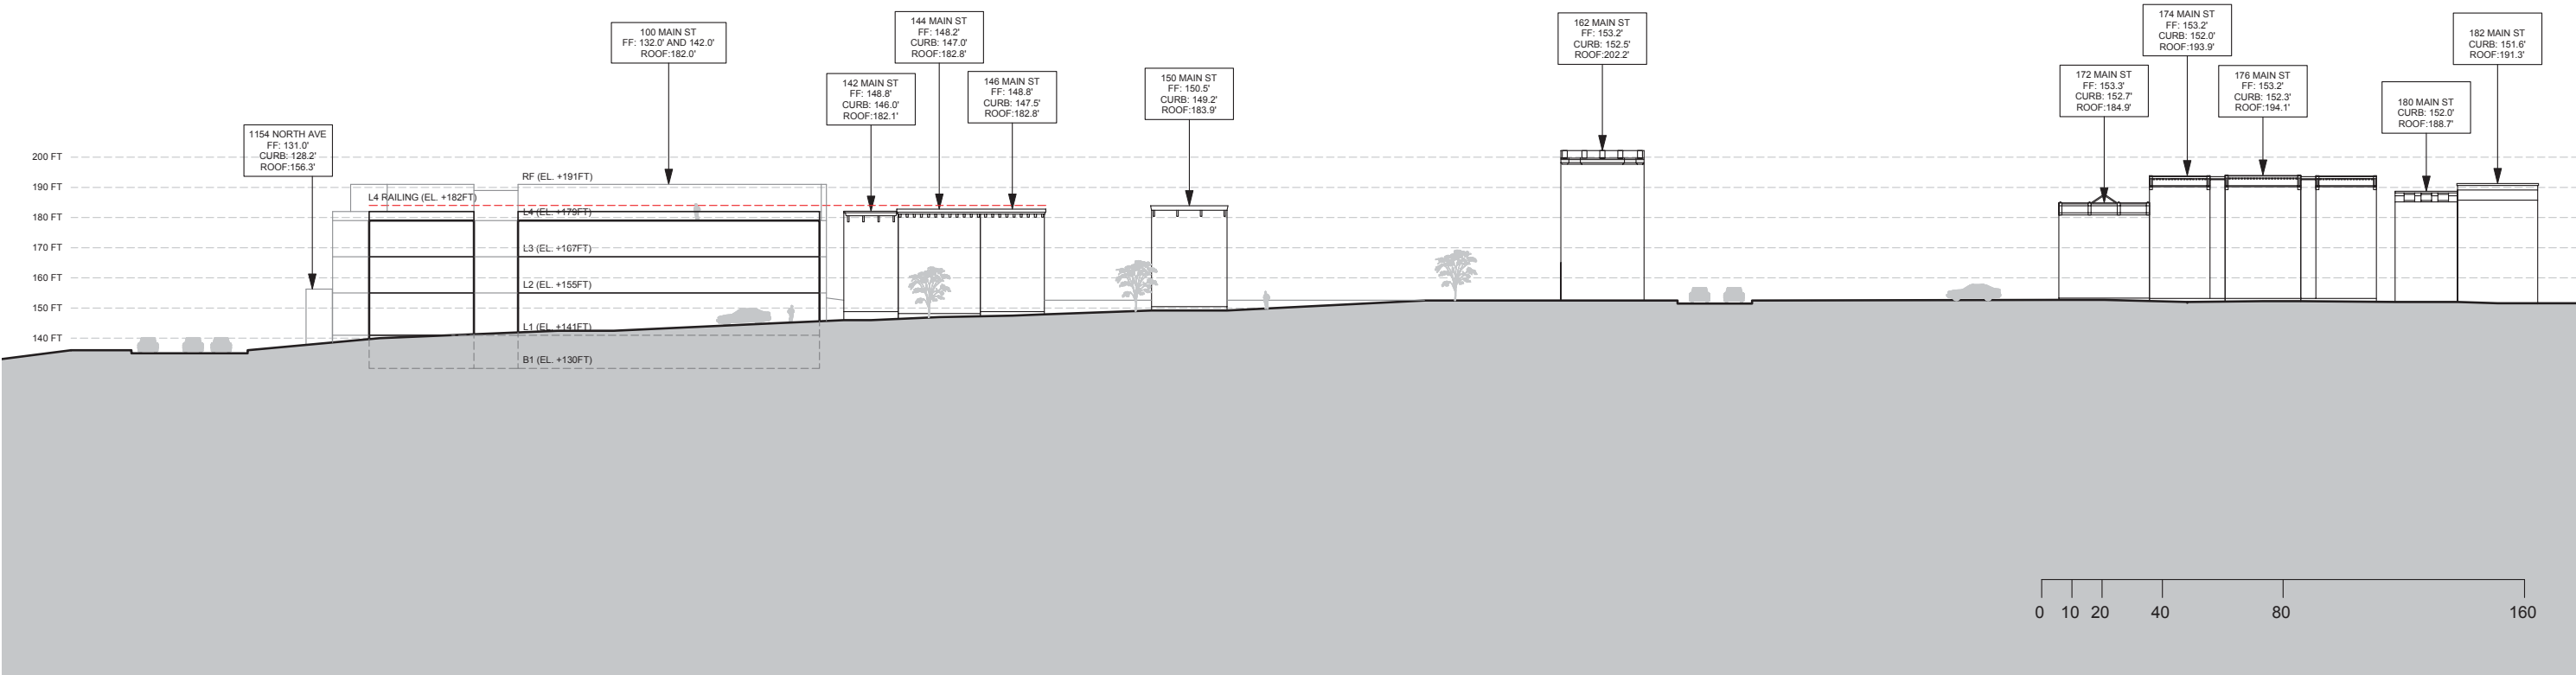 1154 NORTH AVE
FF: 131.0'
CURB: 128.2'
ROOF:156.3'
100 MAIN ST
FF: 132.0' AND 142.0'
ROOF:182.0'
142 MAIN ST
FF: 148.8'
CURB: 146.0'
ROOF:182.1'
144 MAIN ST
FF: 148.2'
CURB: 147.0'
ROOF:182.8'
146 MAIN ST
FF: 148.8'
CURB: 147.5'
ROOF:182.8'
150 MAIN ST
FF: 150.5'
CURB: 149.2'
ROOF:183.9'
162 MAIN ST
FF: 153.2'
CURB: 152.5'
ROOF:202.2'
172 MAIN ST
FF: 153.3'
CURB: 152.7'
ROOF:184.9'
174 MAIN ST
FF: 153.2'
CURB: 152.0'
ROOF:193.9'
176 MAIN ST
FF: 153.2'
CURB: 152.3'
ROOF:194.1'
180 MAIN ST
CURB: 152.0'
ROOF:188.7'
182 MAIN ST
CURB: 151.6'
ROOF:191.3'
200 FT
190 FT
180 FT
170 FT
160 FT
150 FT
140 FT
RF (EL. +191FT)
L4 RAILING (EL. +182FT)
L4 (EL. +179FT)
L3 (EL. +167FT)
L2 (EL. +155FT)
L1 (EL. +141FT)
B1 (EL. +130FT)
0 10 20 40 80 160